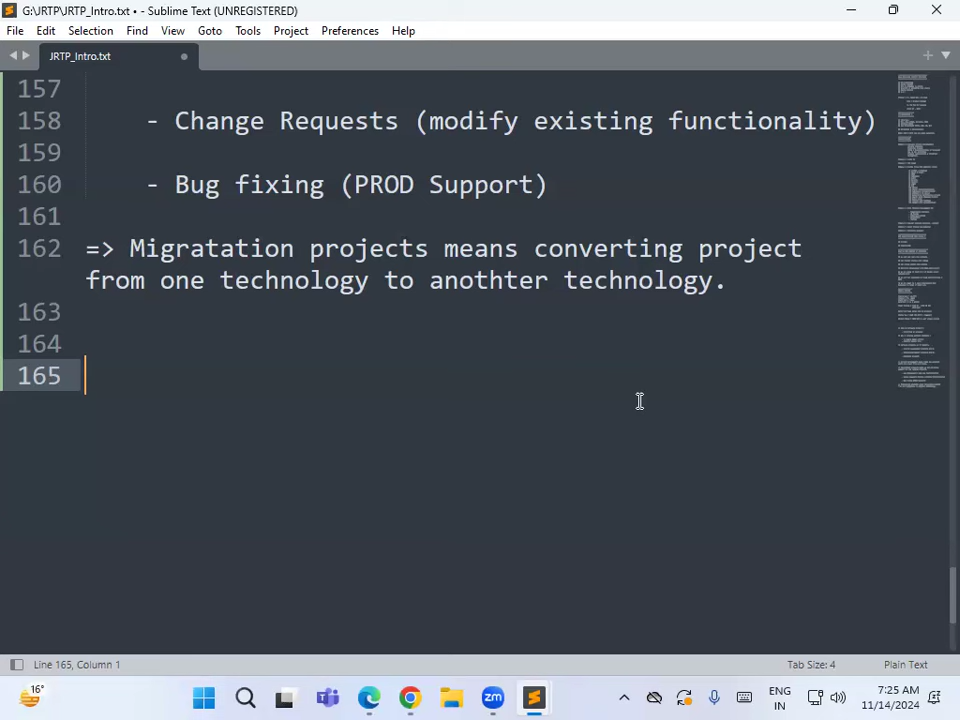 G:\JRTP\JRTP_Intro.txt • - Sublime Text (UNREGISTERED)
File Edit Selection Find View Goto Tools Project Preferences Help
JRTP_Intro.txt
157
158 - Change Requests (modify existing functionality)
159
160 - Bug fixing (PROD Support)
161
162 => Migratation projects means converting project
from one technology to anothter technology.
163
164
165
Line 165, Column 1 Tab Size: 4 Plain Text
16° ENG IN 7:25 AM 11/14/2024